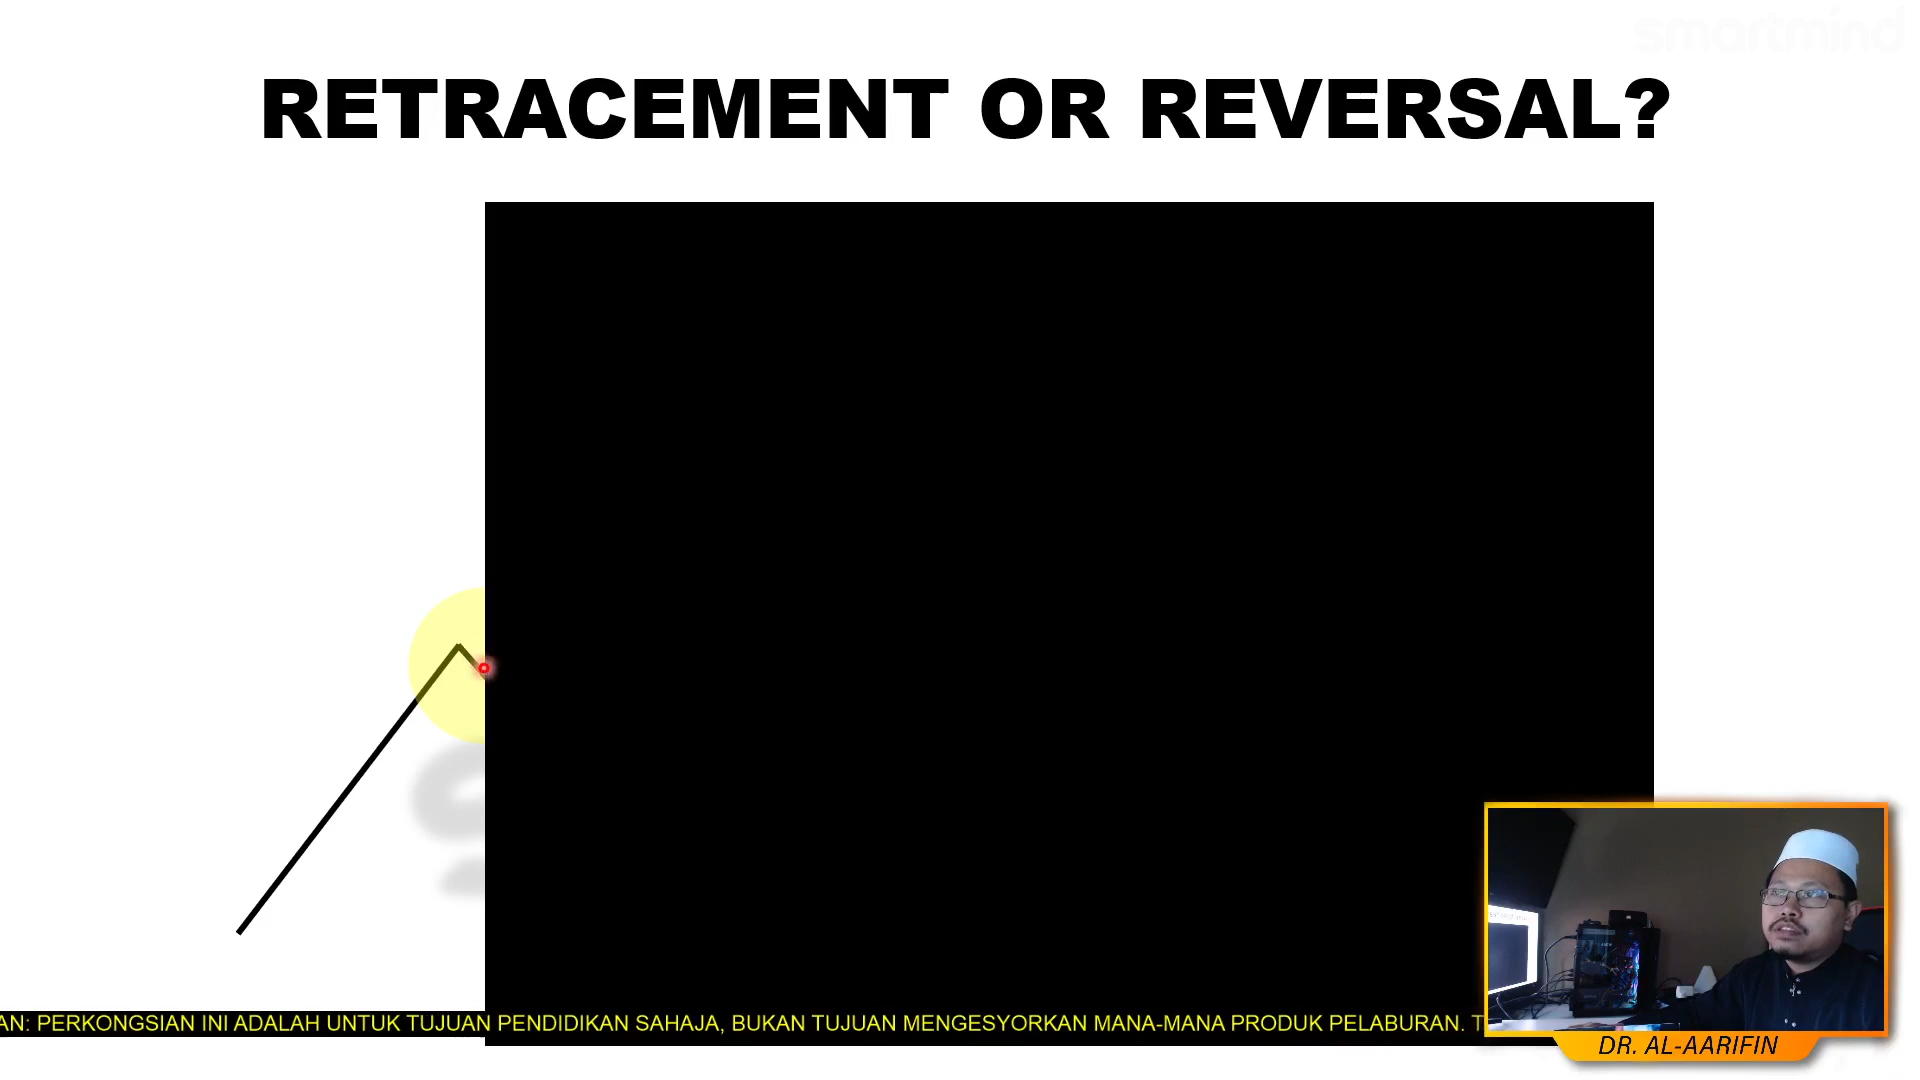 smartmind
RETRACEMENT OR REVERSAL?
AN: PERKONGSIAN INI ADALAH UNTUK TUJUAN PENDIDIKAN SAHAJA, BUKAN TUJUAN MENGESYORKAN MANA-MANA PRODUK PELABURAN. T
DR. AL-AARIFIN